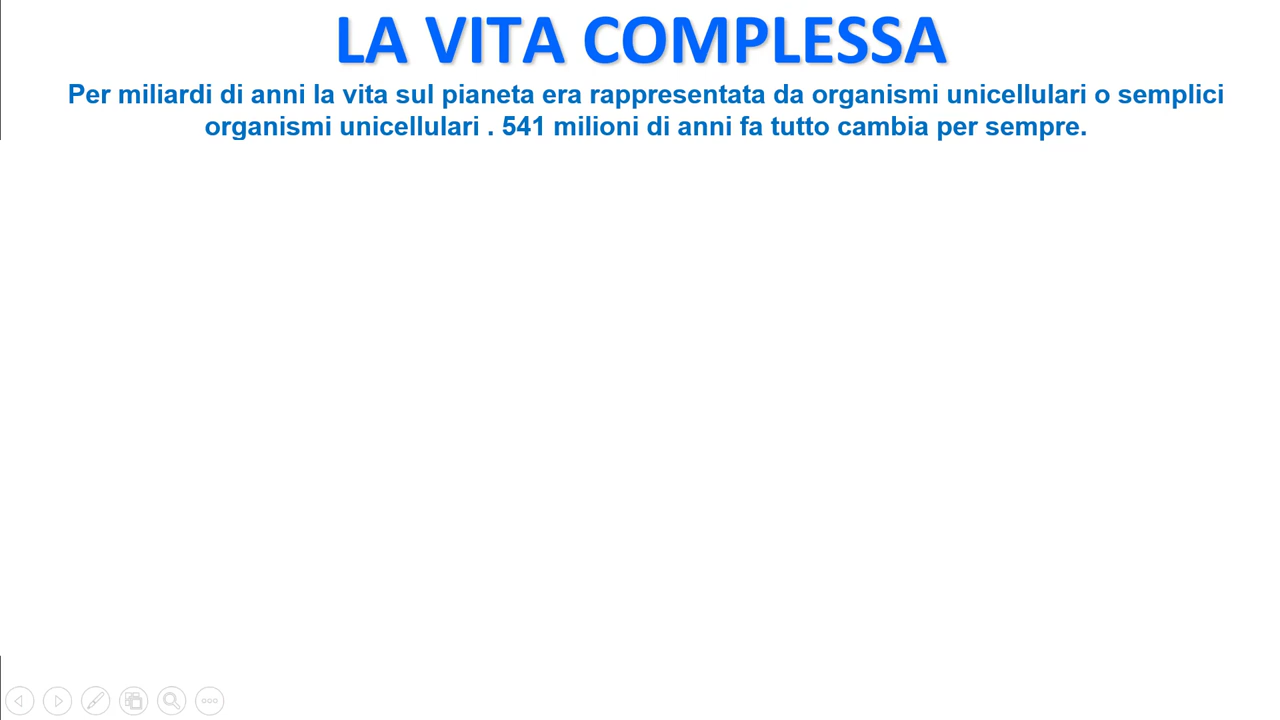 LA VITA COMPLESSA
Per miliardi di anni la vita sul pianeta era rappresentata da organismi unicellulari o semplici
organismi unicellulari . 541 milioni di anni fa tutto cambia per sempre.